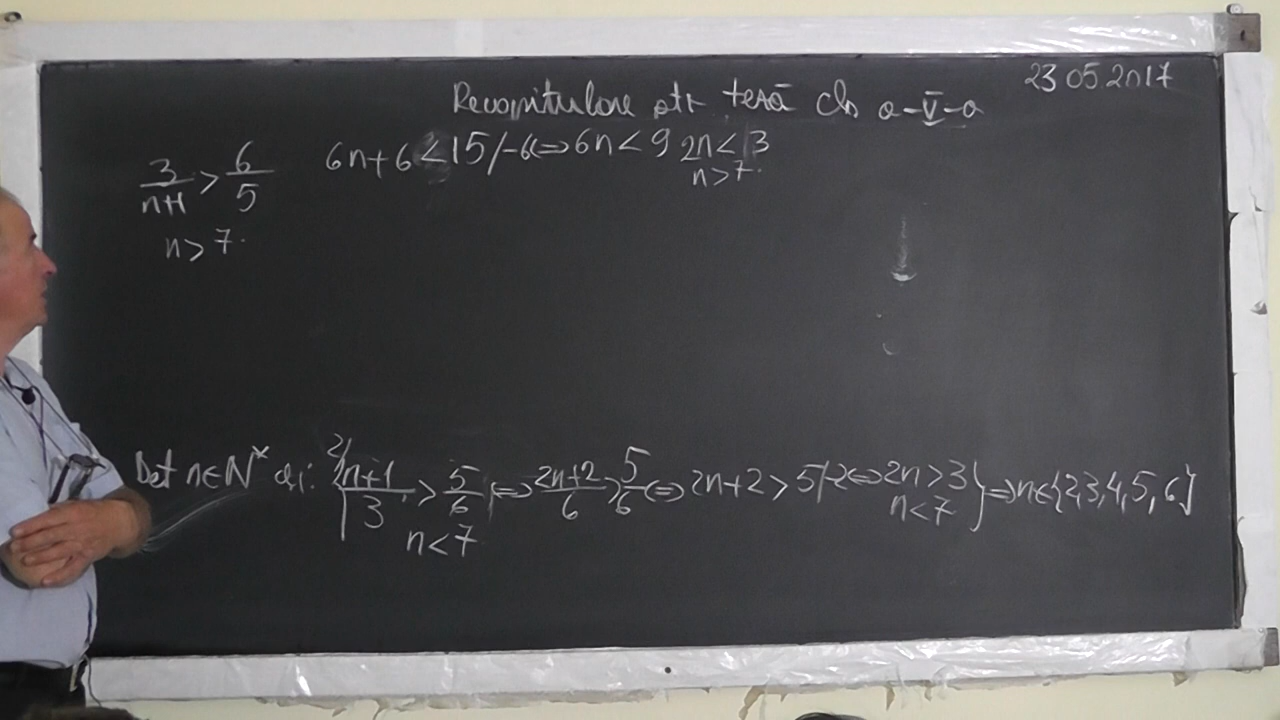 23 05.2017
Recapitulare ptr teză cls a-V-a
3/(n+1) > 6/5
n > 7.
6n+6 < 15 /-6 ⇔ 6n < 9 2n < 3
n > 7.
Det n∈N* a.i. { (n+1)/3 > 5/6 ⇔ (2n+2)/6 > 5/6 ⇔ 2n+2 > 5 /-2 ⇔ 2n > 3 } ⇒ n∈{2,3,4,5,6}
n < 7
n < 7